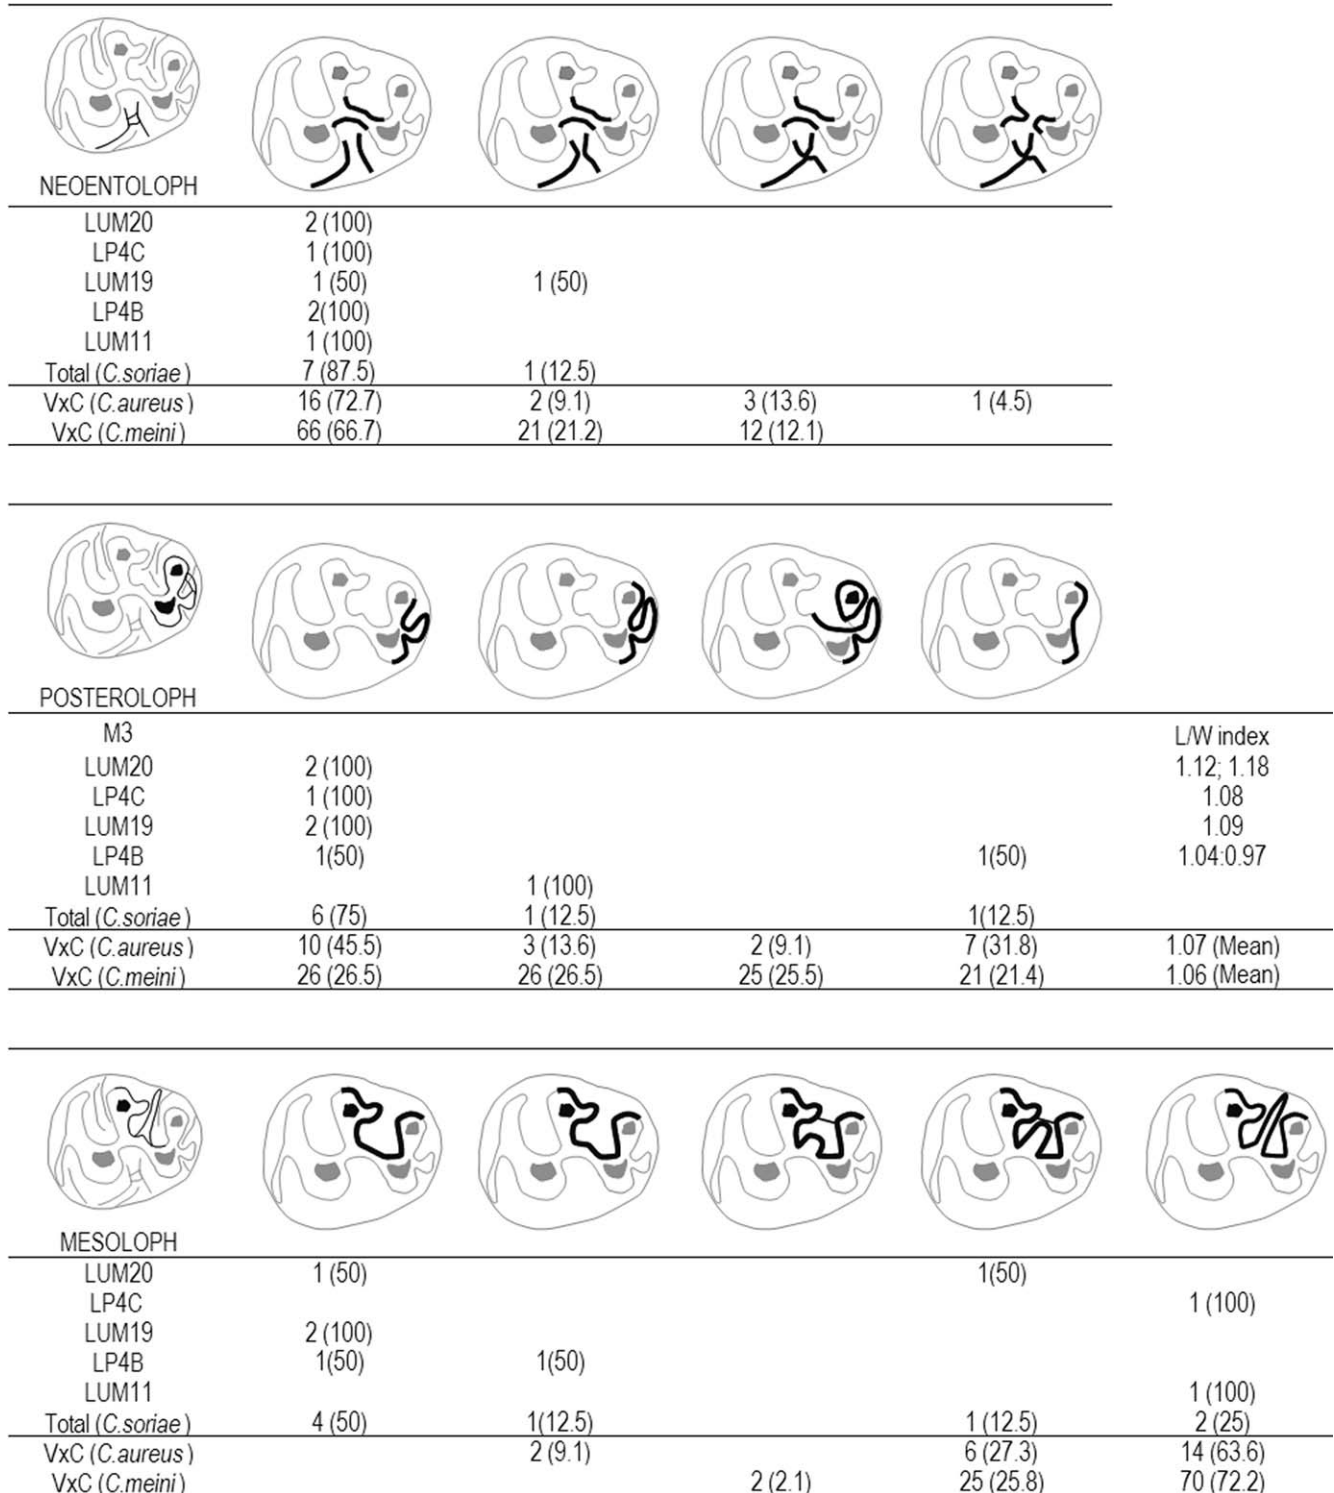 NEOENTOLOPH
LUM20 2 (100)
LP4C 1 (100)
LUM19 1 (50) 1 (50)
LP4B 2(100)
LUM11 1 (100)
Total (C.soriae) 7 (87.5) 1 (12.5)
VxC (C.aureus) 16 (72.7) 2 (9.1) 3 (13.6) 1 (4.5)
VxC (C.meini) 66 (66.7) 21 (21.2) 12 (12.1)
POSTEROLOPH
M3 L/W index
LUM20 2 (100) 1.12; 1.18
LP4C 1 (100) 1.08
LUM19 2 (100) 1.09
LP4B 1(50) 1(50) 1.04:0.97
LUM11 1 (100)
Total (C.soriae) 6 (75) 1 (12.5) 1(12.5)
VxC (C.aureus) 10 (45.5) 3 (13.6) 2 (9.1) 7 (31.8) 1.07 (Mean)
VxC (C.meini) 26 (26.5) 26 (26.5) 25 (25.5) 21 (21.4) 1.06 (Mean)
MESOLOPH
LUM20 1 (50) 1(50)
LP4C 1 (100)
LUM19 2 (100)
LP4B 1(50) 1(50)
LUM11 1 (100)
Total (C.soriae) 4 (50) 1(12.5) 1 (12.5) 2 (25)
VxC (C.aureus) 2 (9.1) 6 (27.3) 14 (63.6)
VxC (C.meini) 2 (2.1) 25 (25.8) 70 (72.2)